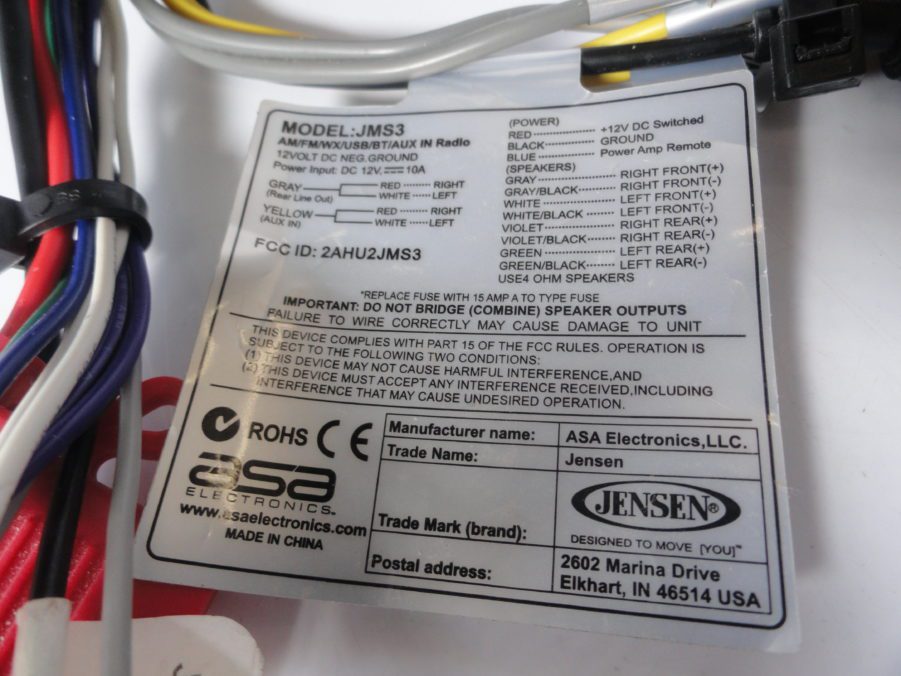 MODEL:JMS3
AM/FM/WX/USB/BT/AUX IN Radio
12VOLT DC NEG.GROUND
Power Input: DC 12V, 10A
GRAY RED RIGHT
(Rear Line Out) WHITE LEFT
YELLOW RED RIGHT
(AUX IN) WHITE LEFT
FCC ID: 2AHU2JMS3
(POWER)
RED +12V DC Switched
BLACK GROUND
BLUE Power Amp Remote
(SPEAKERS)
GRAY RIGHT FRONT(+)
GRAY/BLACK RIGHT FRONT(-)
WHITE LEFT FRONT(+)
WHITE/BLACK LEFT FRONT(-)
VIOLET RIGHT REAR(+)
VIOLET/BLACK RIGHT REAR(-)
GREEN LEFT REAR(+)
GREEN/BLACK LEFT REAR(-)
USE4 OHM SPEAKERS
*REPLACE FUSE WITH 15 AMP A TO TYPE FUSE
IMPORTANT: DO NOT BRIDGE (COMBINE) SPEAKER OUTPUTS
FAILURE TO WIRE CORRECTLY MAY CAUSE DAMAGE TO UNIT
THIS DEVICE COMPLIES WITH PART 15 OF THE FCC RULES. OPERATION IS
SUBJECT TO THE FOLLOWING TWO CONDITIONS:
(1) THIS DEVICE MAY NOT CAUSE HARMFUL INTERFERENCE,AND
(2) THIS DEVICE MUST ACCEPT ANY INTERFERENCE RECEIVED,INCLUDING
INTERFERENCE THAT MAY CAUSE UNDESIRED OPERATION.
ROHS CE
asa
ELECTRONICS™
www.asaelectronics.com
MADE IN CHINA
Manufacturer name: ASA Electronics,LLC.
Trade Name: Jensen
Trade Mark (brand): JENSEN®
DESIGNED TO MOVE [YOU]™
Postal address: 2602 Marina Drive
Elkhart, IN 46514 USA